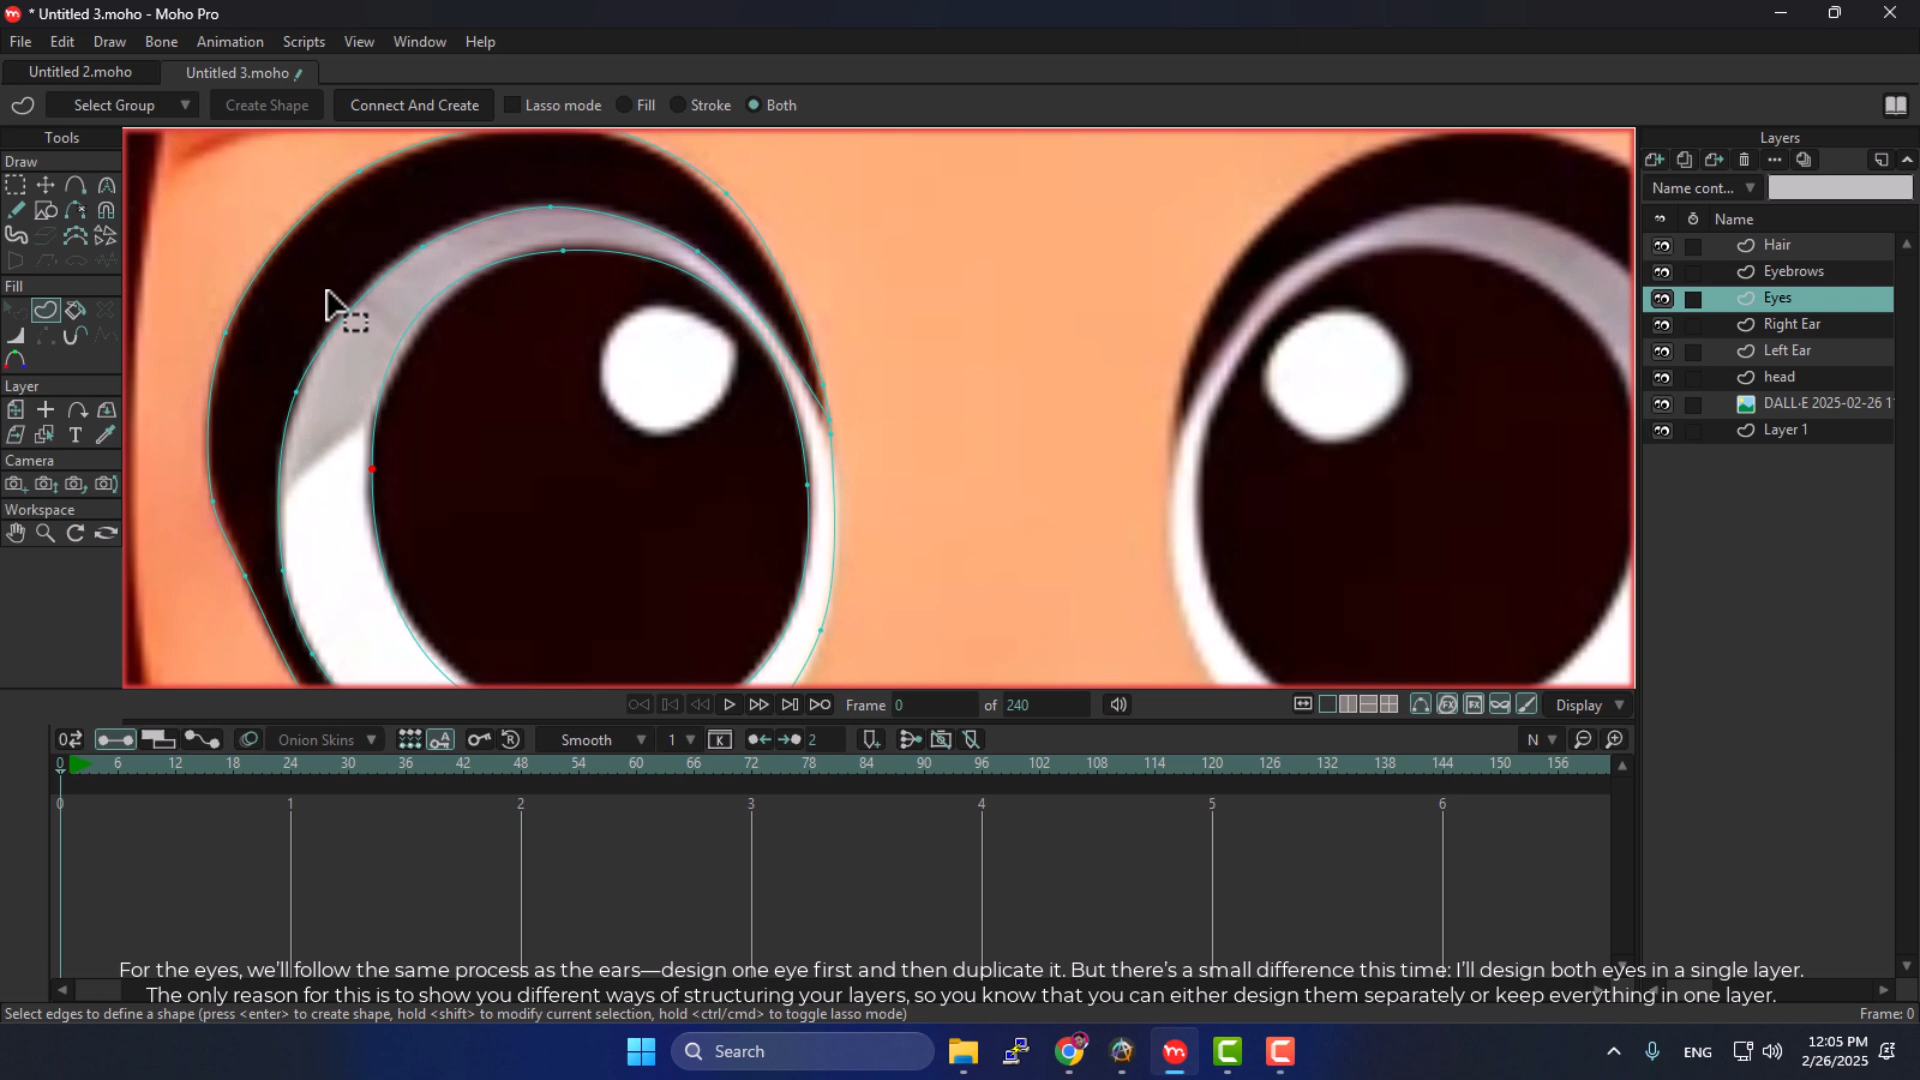 * Untitled 3.moho - Moho Pro
File Edit Draw Bone Animation Scripts View Window Help
Untitled 2.moho Untitled 3.moho
Select Group Create Shape Connect And Create Lasso mode Fill Stroke Both
Tools
Draw
Fill
Layer
Camera
Workspace
Layers
Name cont...
Name
Hair
Eyebrows
Eyes
Right Ear
Left Ear
head
DALL·E 2025-02-26 1
Layer 1
Frame 0 of 240 Display
Onion Skins Smooth 1 2 N
0 6 12 18 24 30 36 42 48 54 60 66 72 78 84 90 96 102 108 114 120 126 132 138 144 150 156
0 1 2 3 4 5 6
For the eyes, we'll follow the same process as the ears—design one eye first and then duplicate it. But there's a small difference this time: I'll design both eyes in a single layer.
The only reason for this is to show you different ways of structuring your layers, so you know that you can either design them separately or keep everything in one layer.
Select edges to define a shape (press <enter> to create shape, hold <shift> to modify current selection, hold <ctrl/cmd> to toggle lasso mode) Frame: 0
Search ENG 12:05 PM
2/26/2025